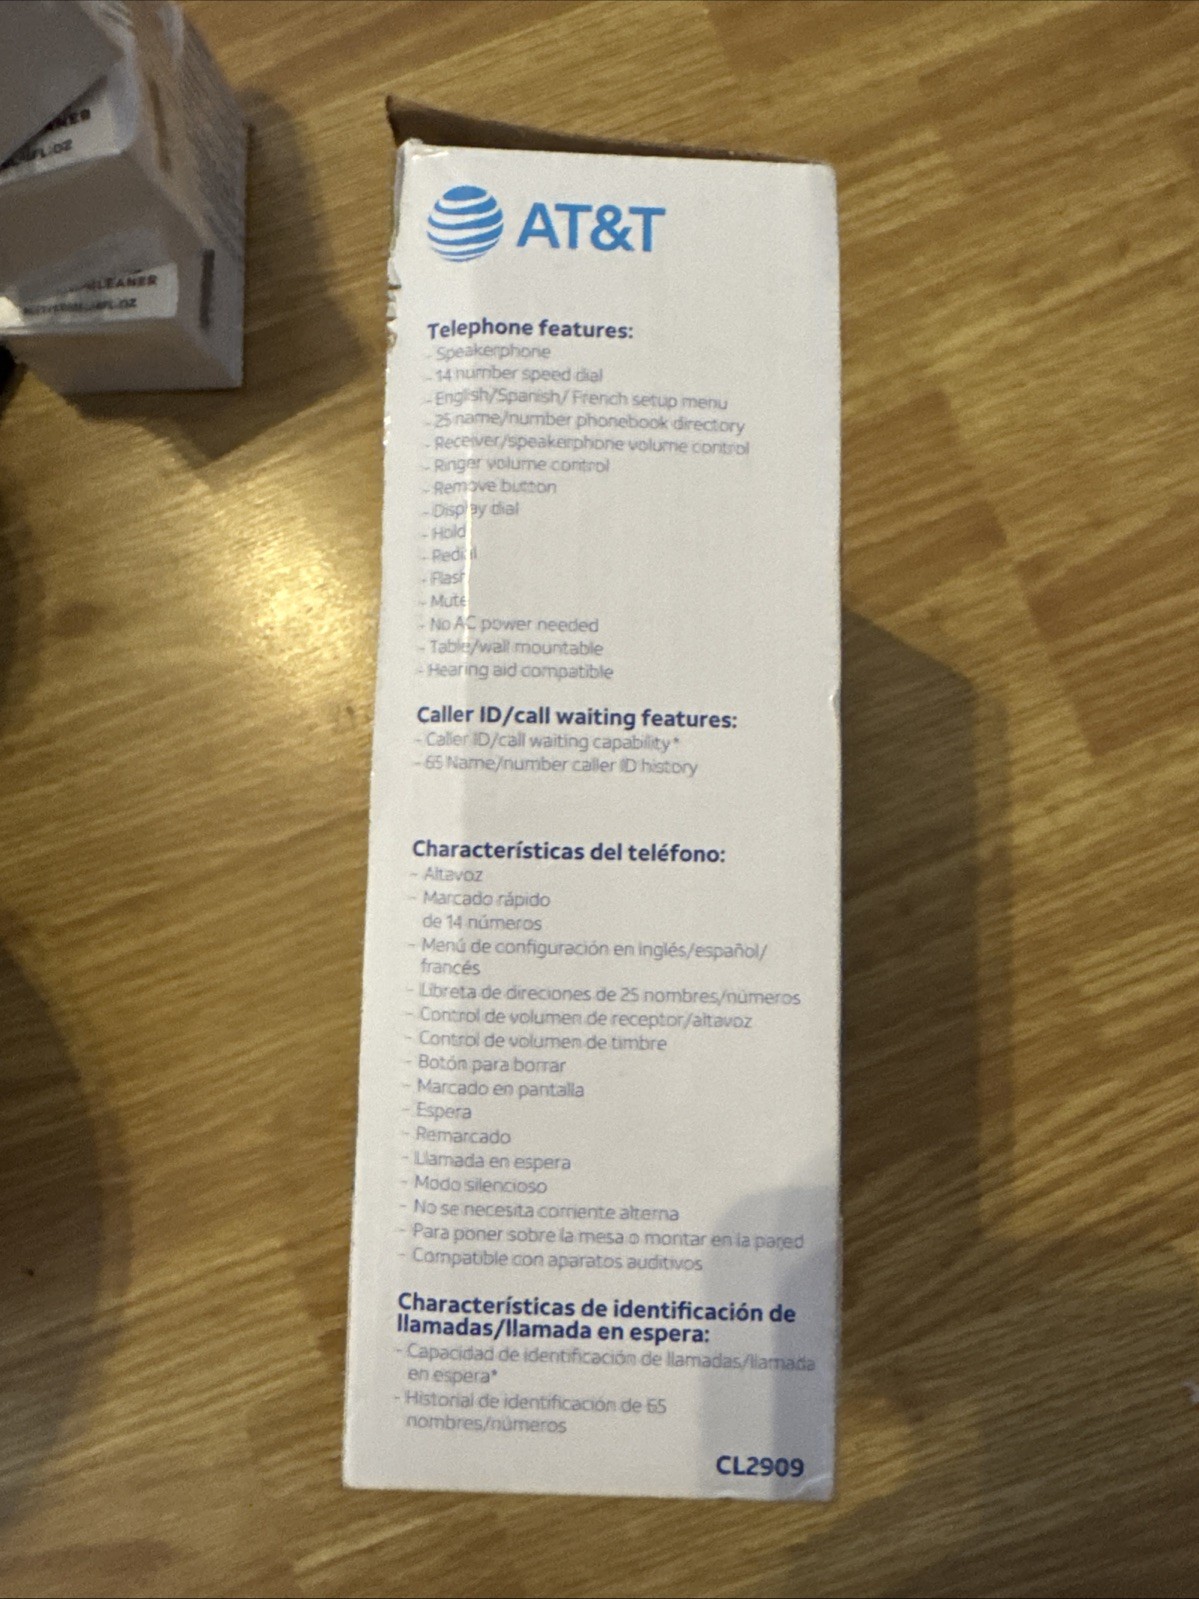 AT&T
Telephone features:
- Speakerphone
- 14 number speed dial
- English/Spanish/ French setup menu
- 25 name/number phonebook directory
- Receiver/speakerphone volume control
- Ringer volume control
- Remove button
- Display dial
- Hold
- Redial
- Flash
- Mute
- No AC power needed
- Table/wall mountable
- Hearing aid compatible
Caller ID/call waiting features:
- Caller ID/call waiting capability*
- 65 Name/number caller ID history
Características del teléfono:
- Altavoz
- Marcado rápido
de 14 números
- Menú de configuración en inglés/español/
francés
- Libreta de direciones de 25 nombres/números
- Control de volumen de receptor/altavoz
- Control de volumen de timbre
- Botón para borrar
- Marcado en pantalla
- Espera
- Remarcado
- Llamada en espera
- Modo silencioso
- No se necesita corriente alterna
- Para poner sobre la mesa o montar en la pared
- Compatible con aparatos auditivos
Características de identificación de
llamadas/llamada en espera:
- Capacidad de identificación de llamadas/llamada
en espera*
- Historial de identificación de 65
nombres/números
CL2909
FL:OZ
CLEANER
FL:OZ